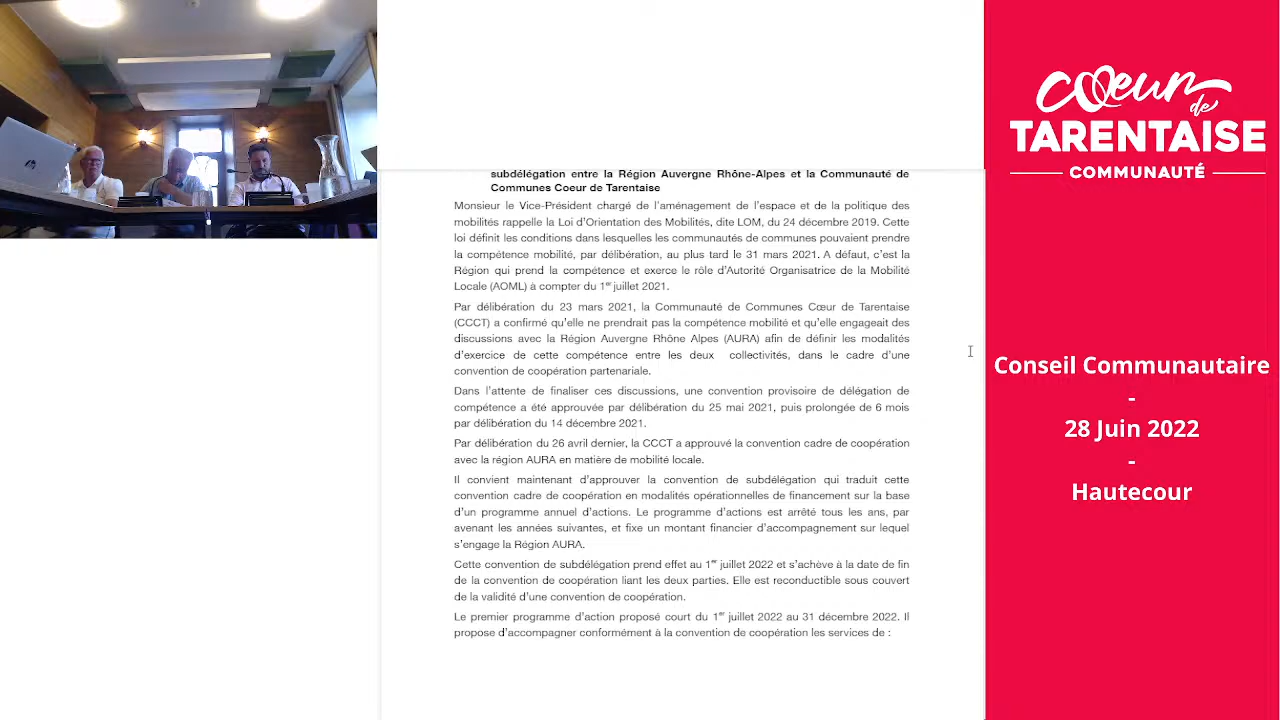 subdélégation entre la Région Auvergne Rhône-Alpes et la Communauté de
Communes Coeur de Tarentaise
Monsieur le Vice-Président chargé de l'aménagement de l'espace et de la politique des
mobilités rappelle la Loi d'Orientation des Mobilités, dite LOM, du 24 décembre 2019. Cette
loi définit les conditions dans lesquelles les communautés de communes pouvaient prendre
la compétence mobilité, par délibération, au plus tard le 31 mars 2021. A défaut, c'est la
Région qui prend la compétence et exerce le rôle d'Autorité Organisatrice de la Mobilité
Locale (AOML) à compter du 1er juillet 2021.
Par délibération du 23 mars 2021, la Communauté de Communes Cœur de Tarentaise
(CCCT) a confirmé qu'elle ne prendrait pas la compétence mobilité et qu'elle engageait des
discussions avec la Région Auvergne Rhône Alpes (AURA) afin de définir les modalités
d'exercice de cette compétence entre les deux collectivités, dans le cadre d'une
convention de coopération partenariale.
Dans l'attente de finaliser ces discussions, une convention provisoire de délégation de
compétence a été approuvée par délibération du 25 mai 2021, puis prolongée de 6 mois
par délibération du 14 décembre 2021.
Par délibération du 26 avril dernier, la CCCT a approuvé la convention cadre de coopération
avec la région AURA en matière de mobilité locale.
Il convient maintenant d'approuver la convention de subdélégation qui traduit cette
convention cadre de coopération en modalités opérationnelles de financement sur la base
d'un programme annuel d'actions. Le programme d'actions est arrêté tous les ans, par
avenant les années suivantes, et fixe un montant financier d'accompagnement sur lequel
s'engage la Région AURA.
Cette convention de subdélégation prend effet au 1er juillet 2022 et s'achève à la date de fin
de la convention de coopération liant les deux parties. Elle est reconductible sous couvert
de la validité d'une convention de coopération.
Le premier programme d'action proposé court du 1er juillet 2022 au 31 décembre 2022. Il
propose d'accompagner conformément à la convention de coopération les services de :
cœur
de
TARENTAISE
COMMUNAUTÉ
Conseil Communautaire
-
28 Juin 2022
-
Hautecour